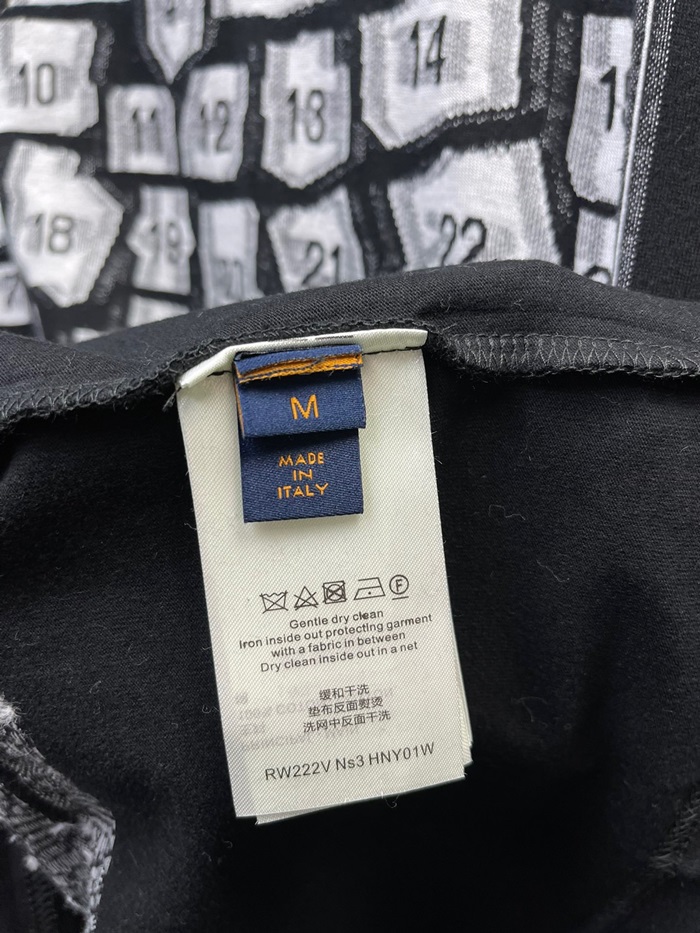 10
11
12
13
14
18
19
21
22
M
MADE
IN
ITALY
Gentle dry clean
Iron inside out protecting garment
with a fabric in between
Dry clean inside out in a net
缓和干洗
垫布反面熨烫
洗网中反面干洗
RW222V Ns3 HNY01W